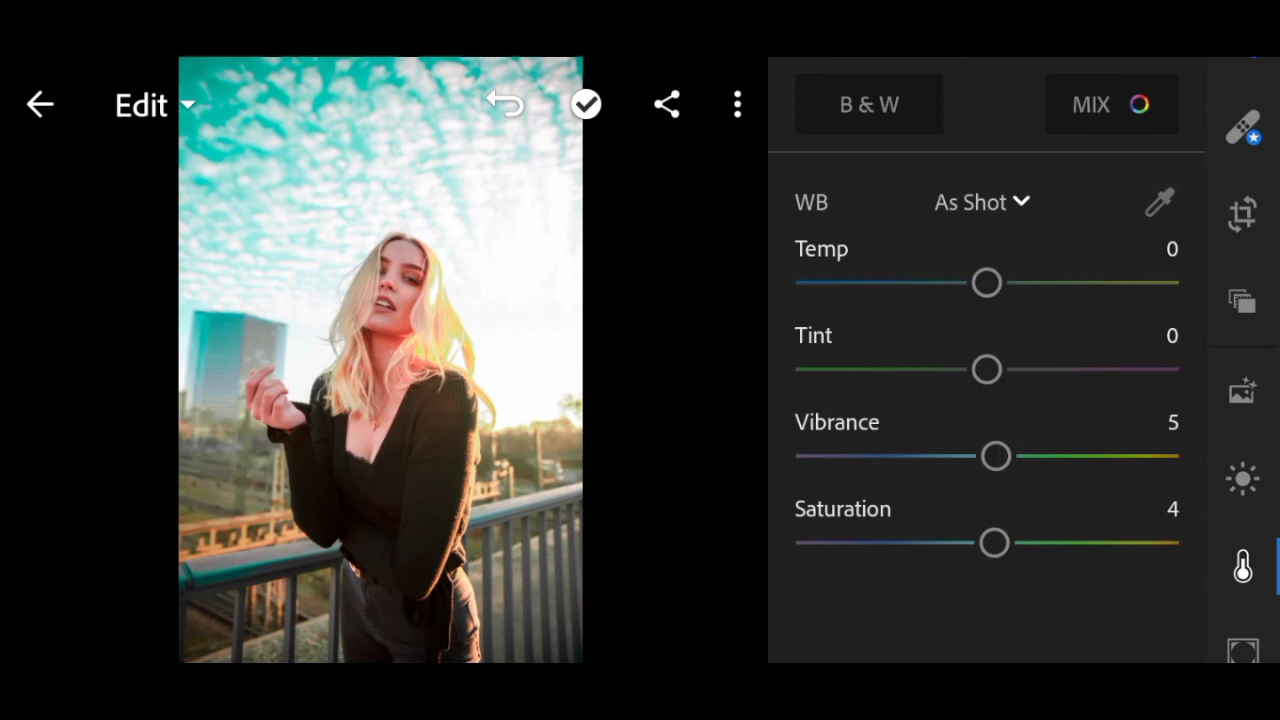 Edit
B & W
MIX
WB As Shot
Temp 0
Tint 0
Vibrance 5
Saturation 4